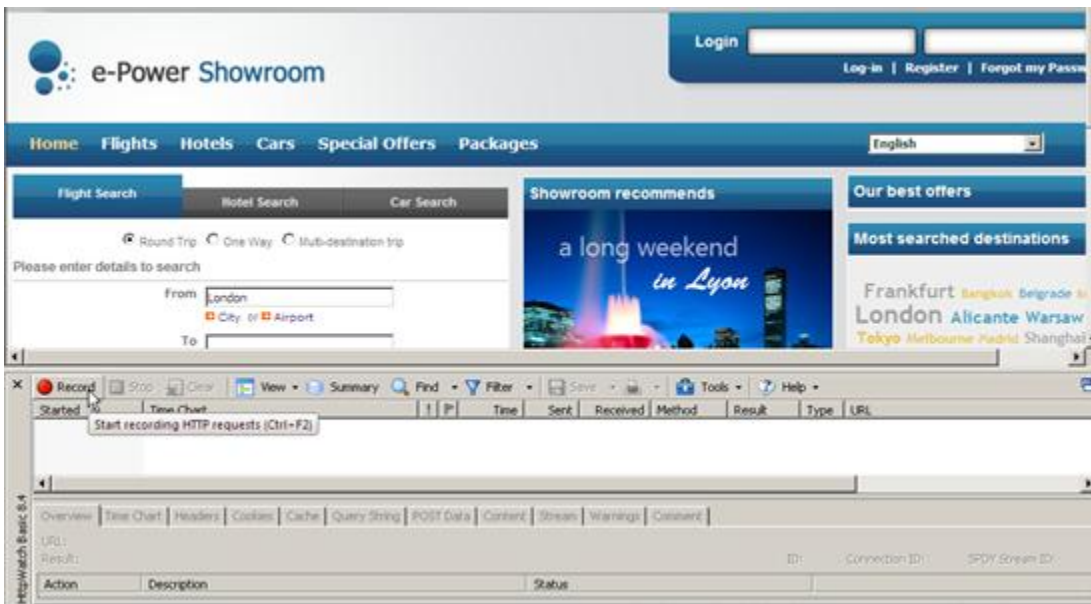 Login
e-Power Showroom
Log-in | Register | Forgot my Passw
Home Flights Hotels Cars Special Offers Packages
English
Flight Search
Hotel Search
Car Search
Showroom recommends
Our best offers
Round Trip One Way Multi-destination trip
a long weekend
in Lyon
Most searched destinations
Please enter details to search
From London
City or Airport
To
Frankfurt Bangkok Belgrade
London Alicante Warsaw
Tokyo Melbourne Madrid Shanghai
Record Stop Clear View Summary Find Filter Save Tools Help
Started Time Chart ! P Time Sent Received Method Result Type URL
Start recording HTTP requests (Ctrl+F2)
Overview Time Chart Headers Cookies Cache Query String POST Data Content Stream Warnings Comment
URL:
Result: ID: Connection ID: SPDY Stream ID:
Action Description Status
HttpWatch Basic 8.4